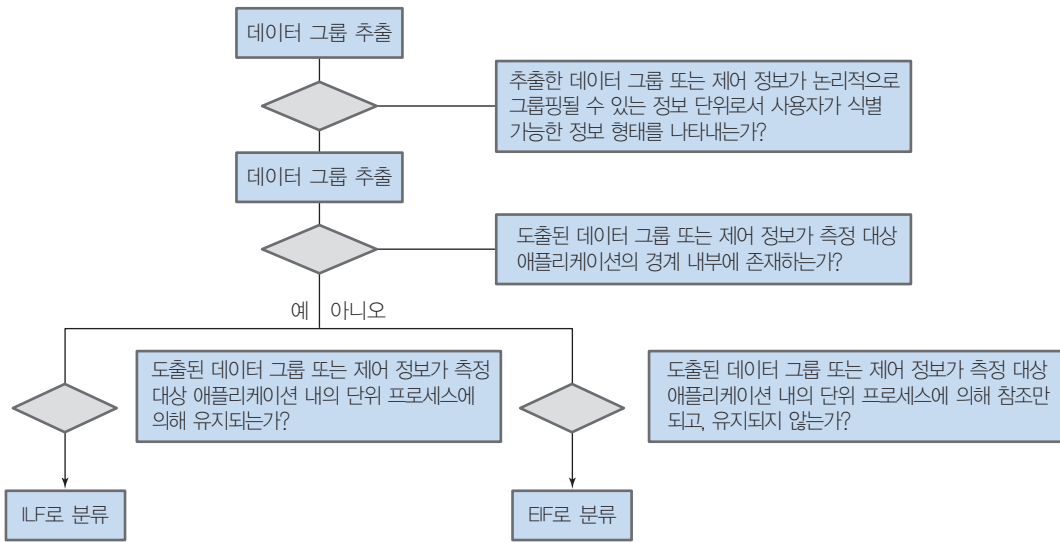 데이터 그룹 추출
추출한 데이터 그룹 또는 제어 정보가 논리적으로
그룹핑될 수 있는 정보 단위로서 사용자가 식별
가능한 정보 형태를 나타내는가?
데이터 그룹 추출
도출된 데이터 그룹 또는 제어 정보가 측정 대상
애플리케이션의 경계 내부에 존재하는가?
예 아니오
도출된 데이터 그룹 또는 제어 정보가 측정
대상 애플리케이션 내의 단위 프로세스에
의해 유지되는가?
도출된 데이터 그룹 또는 제어 정보가 측정 대상
애플리케이션 내의 단위 프로세스에 의해 참조만
되고, 유지되지 않는가?
ILF로 분류
EIF로 분류